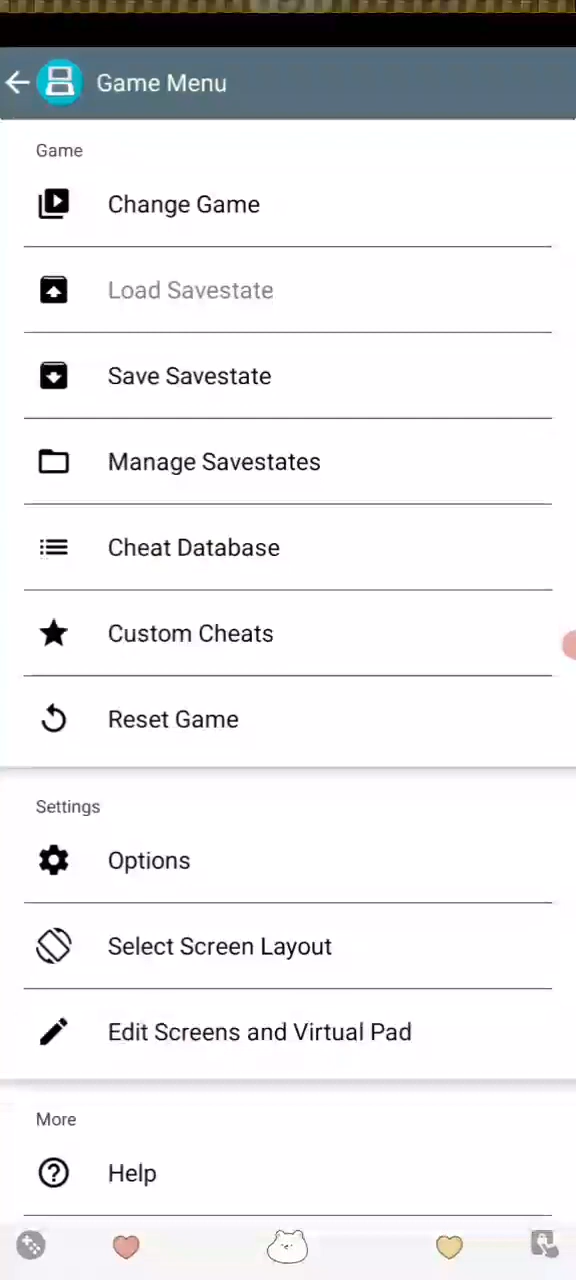 Game Menu
Game
Change Game
Load Savestate
Save Savestate
Manage Savestates
Cheat Database
Custom Cheats
Reset Game
Settings
Options
Select Screen Layout
Edit Screens and Virtual Pad
More
Help